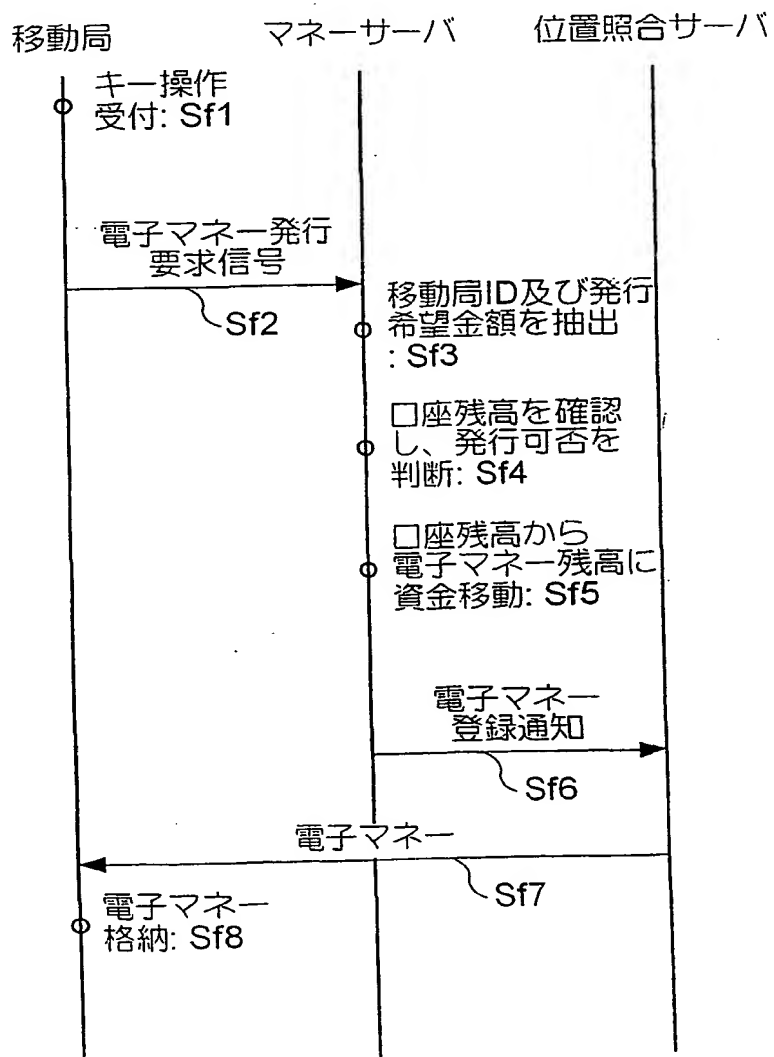 移動局
マネーサーバ
位置照合サーバ
キー操作
受付: Sf1
電子マネー発行
要求信号
Sf2
移動局ID及び発行
希望金額を抽出
: Sf3
口座残高を確認
し、発行可否を
判断: Sf4
口座残高から
電子マネー残高に
資金移動: Sf5
電子マネー
登録通知
Sf6
電子マネー
Sf7
電子マネー
格納: Sf8